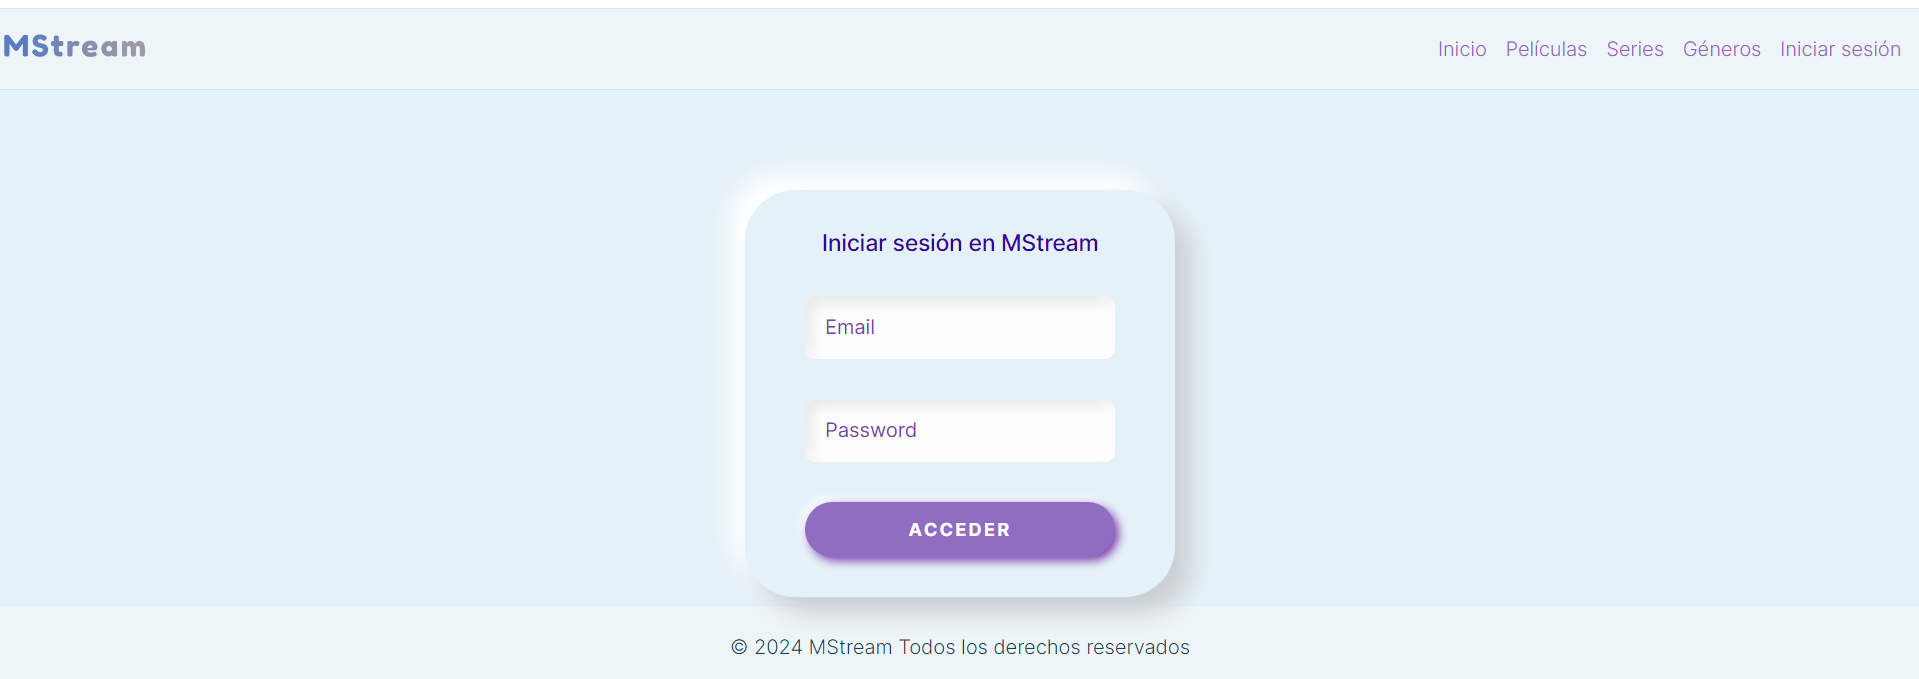 MStream
Inicio Películas Series Géneros Iniciar sesión
Iniciar sesión en MStream
Email
Password
ACCEDER
© 2024 MStream Todos los derechos reservados